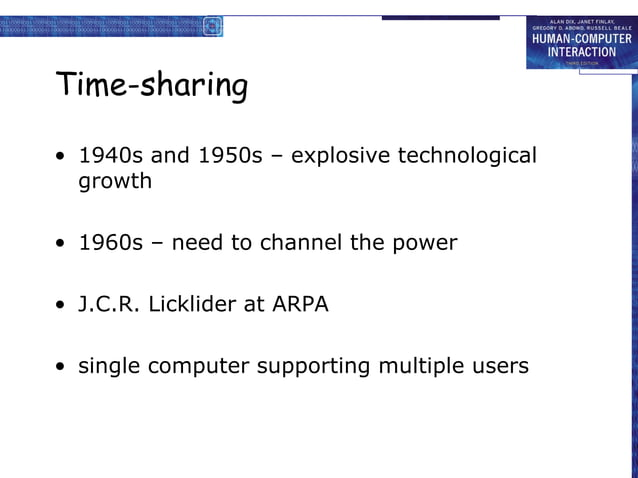 ALAN DIX, JANET FINLAY,
GREGORY D. ABOWD, RUSSELL BEALE
HUMAN-COMPUTER
INTERACTION
THIRD EDITION
Time-sharing
• 1940s and 1950s – explosive technological
growth
• 1960s – need to channel the power
• J.C.R. Licklider at ARPA
• single computer supporting multiple users